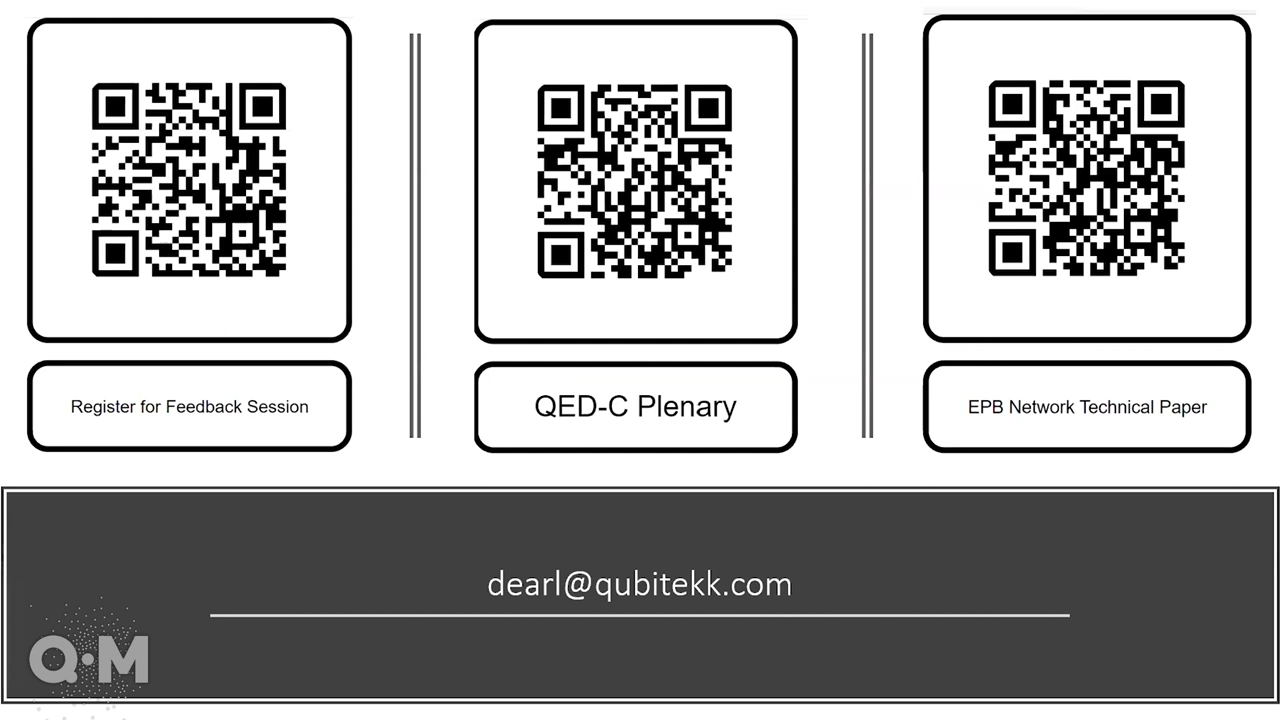 Register for Feedback Session
QED-C Plenary
EPB Network Technical Paper
dearl@qubitekk.com
Q·M